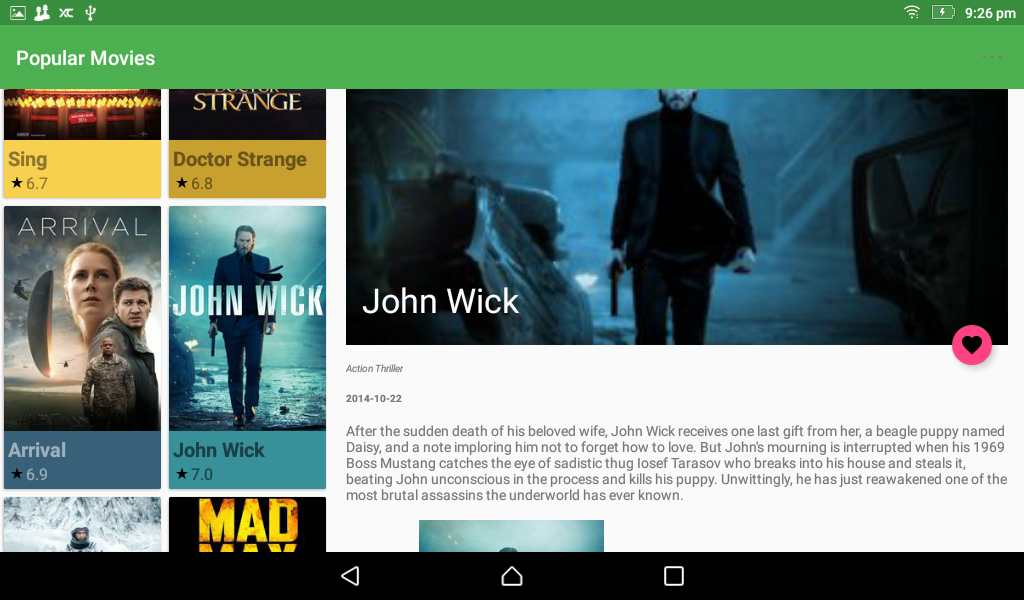 9:26 pm
Popular Movies
DOCTOR
STRANGE
Sing
6.7
Doctor Strange
6.8
ARRIVAL
Arrival
6.9
JOHN WICK
John Wick
7.0
MAD
MAX
John Wick
Action Thriller
2014-10-22
After the sudden death of his beloved wife, John Wick receives one last gift from her, a beagle puppy named
Daisy, and a note imploring him not to forget how to love. But John's mourning is interrupted when his 1969
Boss Mustang catches the eye of sadistic thug Iosef Tarasov who breaks into his house and steals it,
beating John unconscious in the process and kills his puppy. Unwittingly, he has just reawakened one of the
most brutal assassins the underworld has ever known.